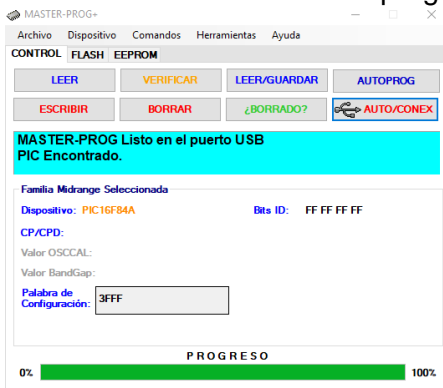 prog
MASTER-PROG+
Archivo Dispositivo Comandos Herramientas Ayuda
CONTROL FLASH EEPROM
LEER VERIFICAR LEER/GUARDAR AUTOPROG
ESCRIBIR BORRAR ¿BORRADO? AUTO/CONEX
MASTER-PROG Listo en el puerto USB
PIC Encontrado.
Familia Midrange Seleccionada
Dispositivo: PIC16F84A Bits ID: FF FF FF FF
CP/CPD:
Valor OSCCAL:
Valor BandGap:
Palabra de
Configuración: 3FFF
PROGRESO
0% 100%